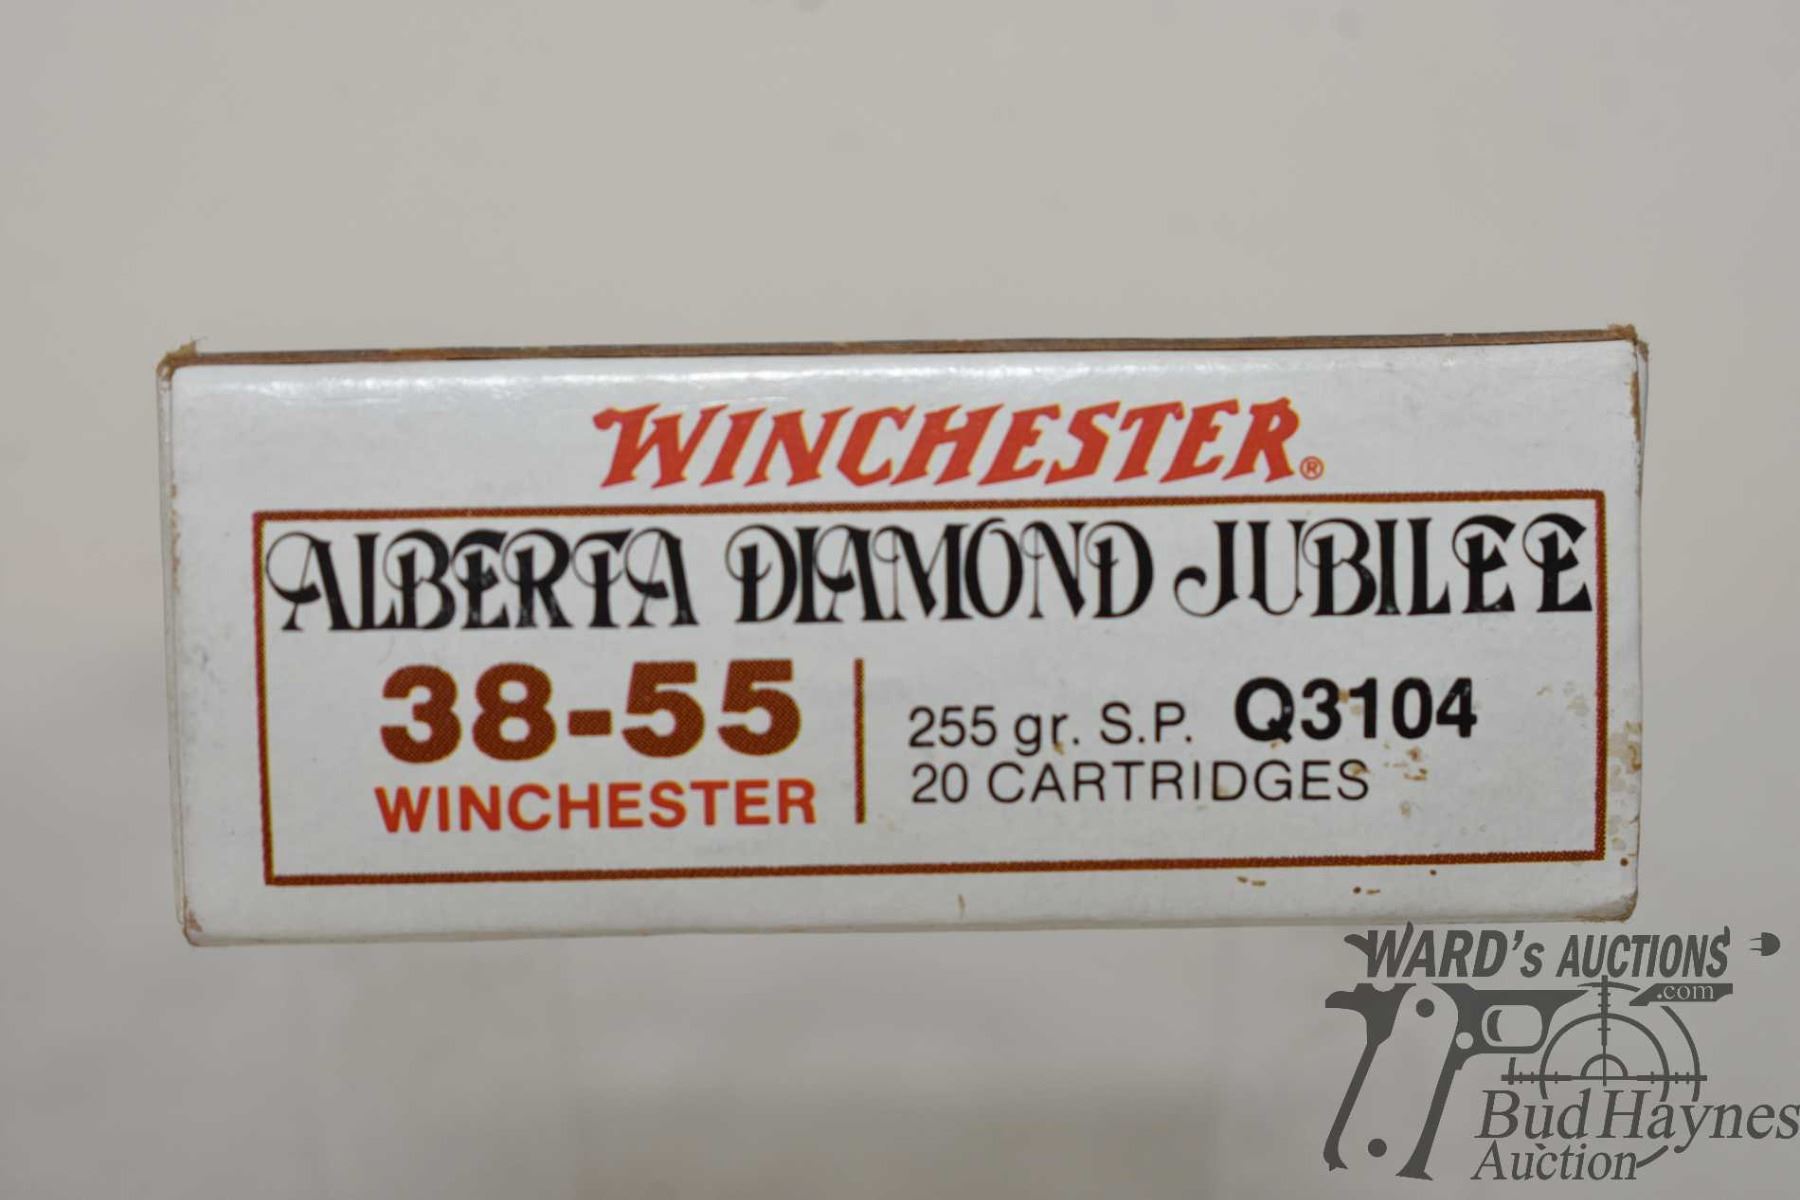 WINCHESTER®
ALBERTA DIAMOND JUBILEE
38-55
WINCHESTER
255 gr. S.P. Q3104
20 CARTRIDGES
WARD'S AUCTIONS
.com
Bud Haynes
Auction